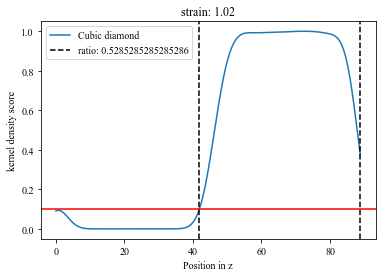 strain: 1.02
Cubic diamond
ratio: 0.5285285285285286
kernel density score
1.0
0.8
0.6
0.4
0.2
0.0
0
20
40
60
80
Position in z